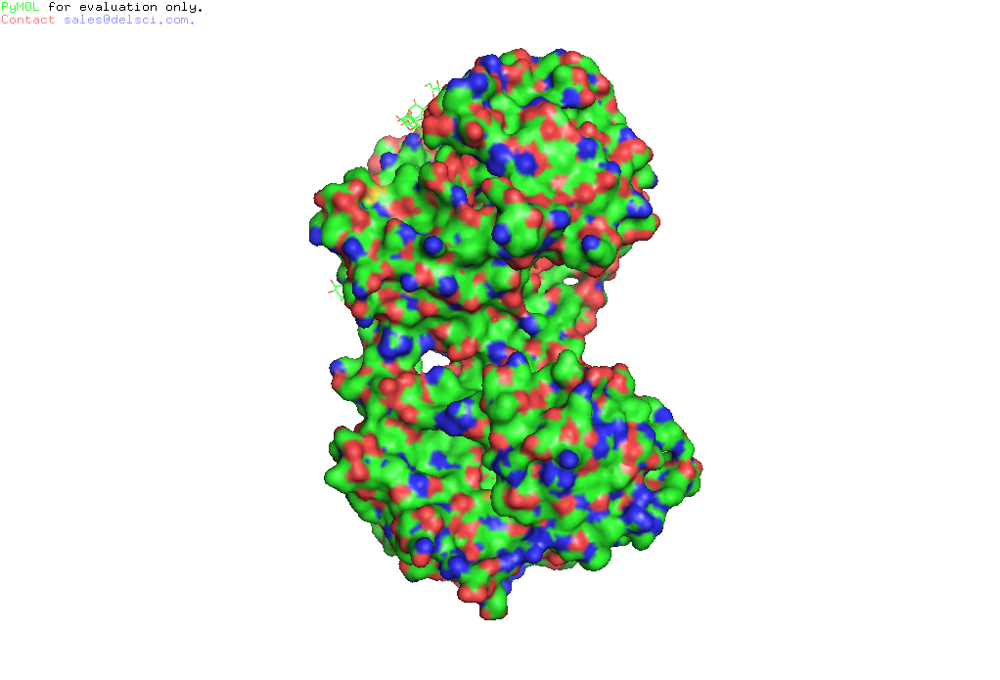 PyMOL for evaluation only.
Contact sales@delsci.com.